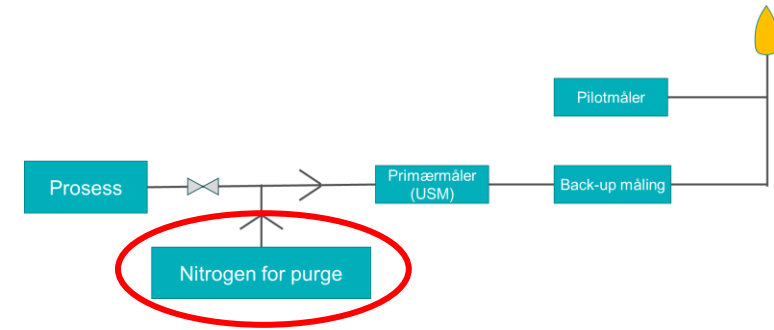 Pilotmåler
Prosess
Primærmåler
(USM)
Back-up måling
Nitrogen for purge